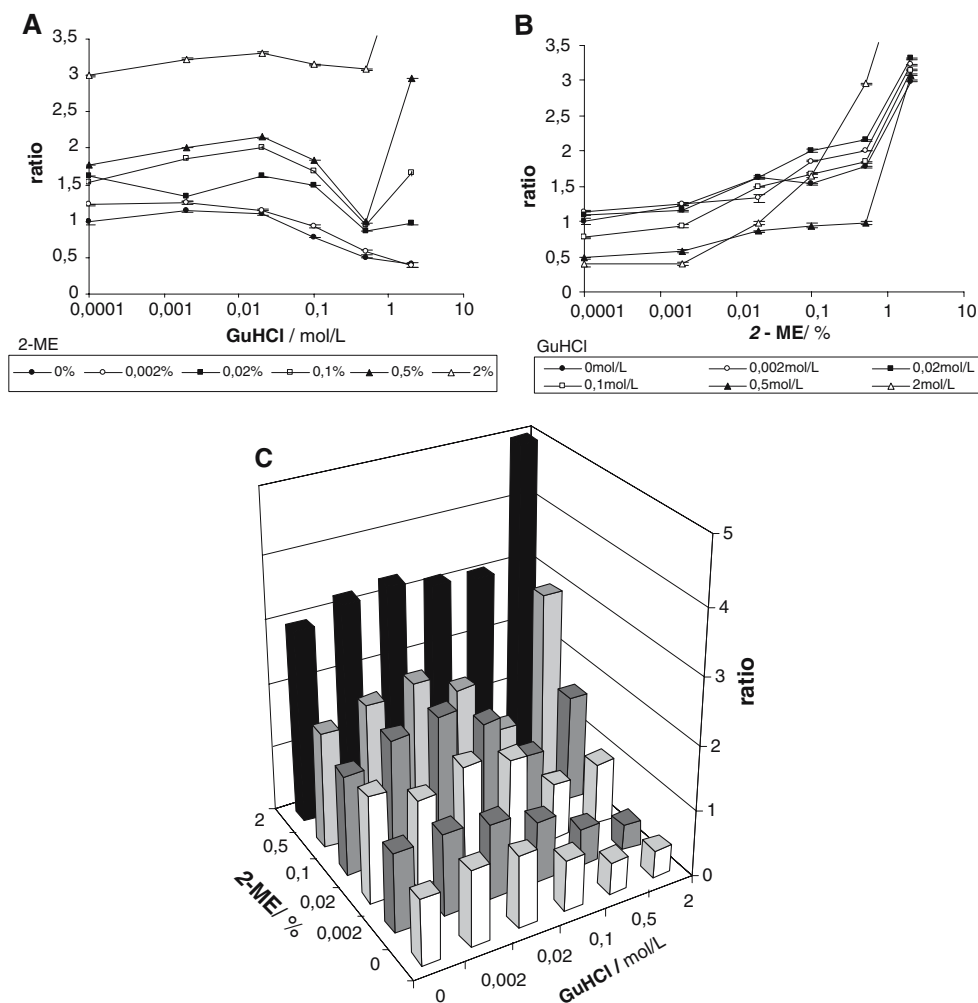 A
3,5
3
2,5
2
1,5
1
0,5
0
ratio
0,0001 0,001 0,01 0,1 1 10
GuHCl / mol/L
2-ME
0% 0,002% 0,02% 0,1% 0,5% 2%
B
3,5
3
2,5
2
1,5
1
0,5
0
ratio
0,0001 0,001 0,01 0,1 1 10
2 - ME/ %
GuHCl
0mol/L 0,002mol/L 0,02mol/L
0,1mol/L 0,5mol/L 2mol/L
C
5
4
3
2
1
0
ratio
2
0,5
0,1
0,02
0,002
0
2-ME/ %
0
0,002
0,02
0,1
0,5
2
GuHCl / mol/L